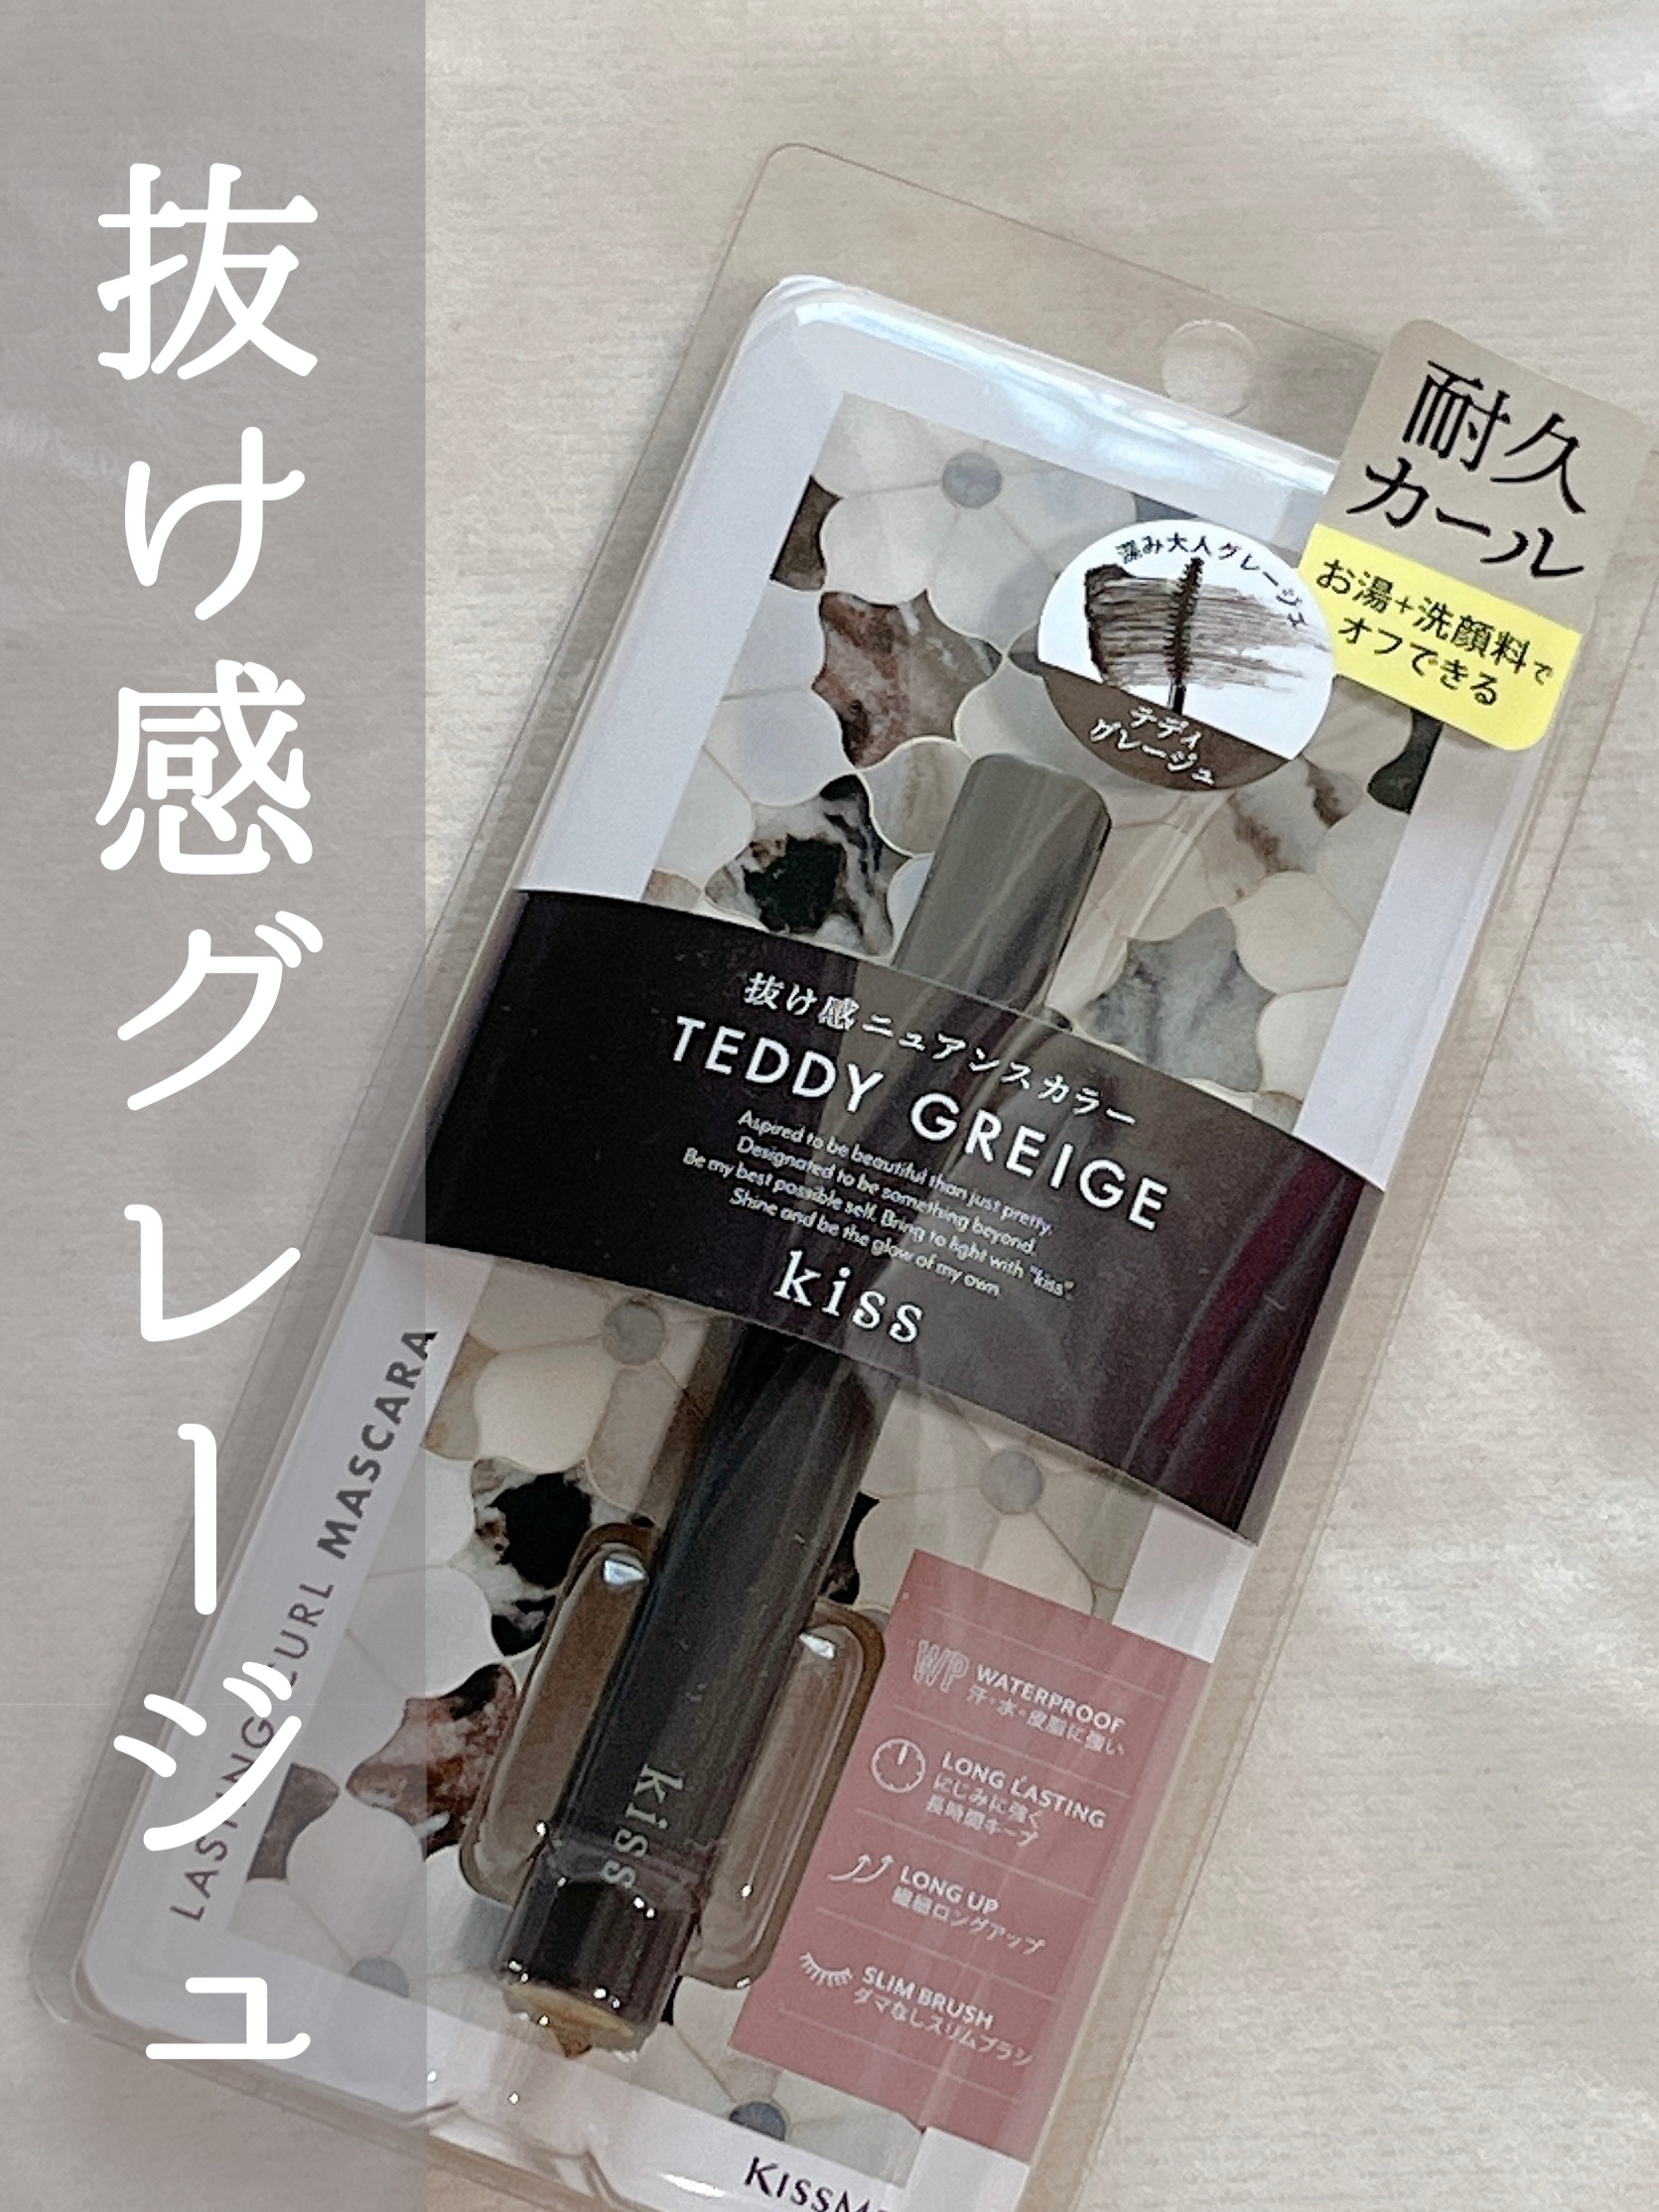 抜け感グレージュ
耐久
カール
お湯+洗顔料で
オフできる
深み大人グレージュ
テディ
グレージュ
抜け感ニュアンスカラー
TEDDY GREIGE
Aspired to be beautiful than just pretty.
Designated to be something beyond.
Be my best possible self. Bring to light with "kiss".
Shine and be the glow of my own.
kiss
LASTING CURL MASCARA
kiss
WP WATERPROOF
汗・水・皮脂に強い
LONG LASTING
にじみに強く
長時間キープ
LONG UP
繊細ロングアップ
SLIM BRUSH
ダマなしスリムブラシ
KISSM